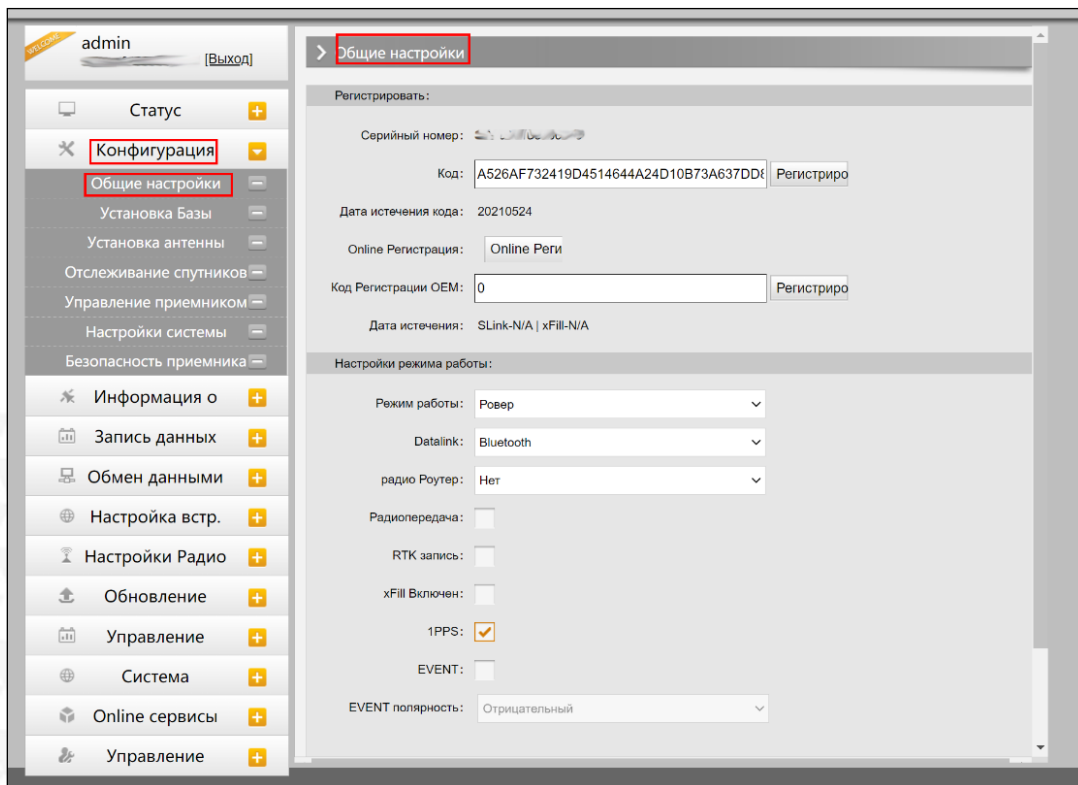 WELCOME
admin
[Выход]
Статус
Конфигурация
Общие настройки
Установка Базы
Установка антенны
Отслеживание спутников
Управление приемником
Настройки системы
Безопасность приемника
Информация о
Запись данных
Обмен данными
Настройка встр.
Настройки Радио
Обновление
Управление
Система
Online сервисы
Управление
Общие настройки
Регистрировать:
Серийный номер:
Код: A526AF732419D4514644A24D10B73A637DD8 Регистриро
Дата истечения кода: 20210524
Online Регистрация: Online Реги
Код Регистрации OEM: 0 Регистриро
Дата истечения: SLink-N/A | xFill-N/A
Настройки режима работы:
Режим работы: Ровер
Datalink: Bluetooth
радио Роутер: Нет
Радиопередача:
RTK запись:
xFill Включен:
1PPS:
EVENT:
EVENT полярность: Отрицательный